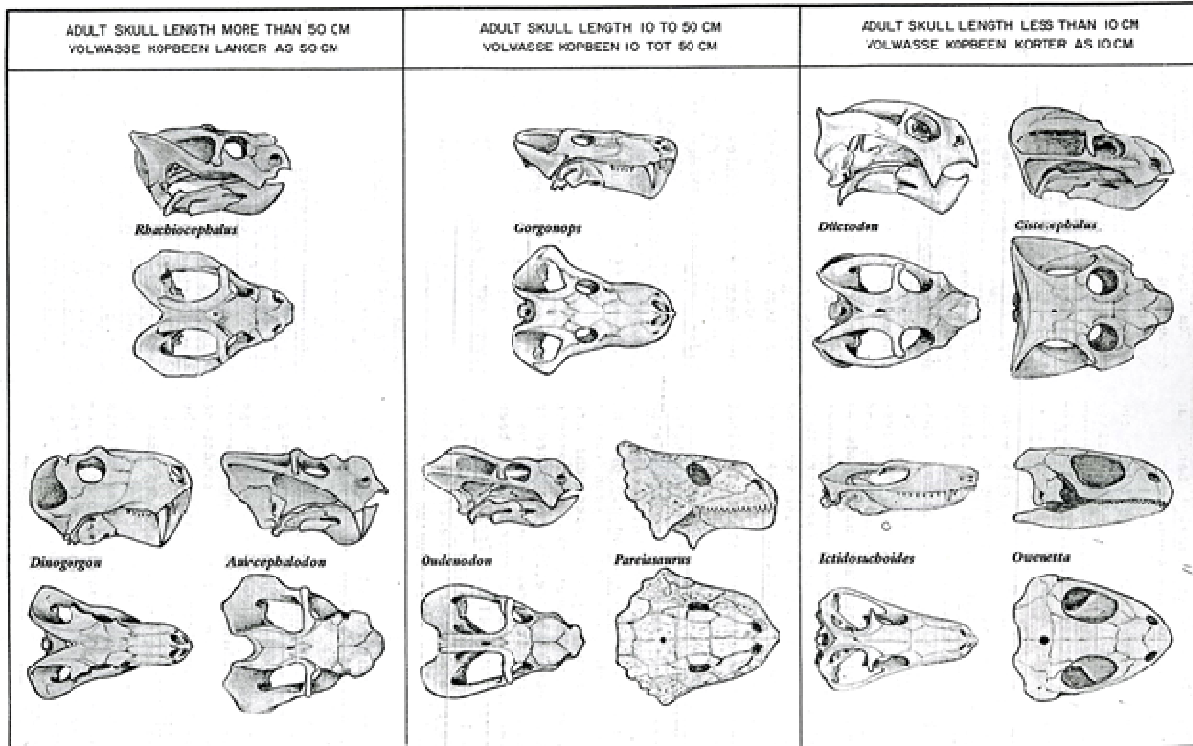 ADULT SKULL LENGTH MORE THAN 50 CM
VOLWASSE KOPBEEN LANGER AS 50 CM
ADULT SKULL LENGTH 10 TO 50 CM
VOLWASSE KOPBEEN 10 TOT 50 CM
ADULT SKULL LENGTH LESS THAN 10 CM
VOLWASSE KOPBEEN KORTER AS 10 CM
Rhachiocephalus
Gorgonops
Diictodon
Cistecephalus
Dinogorgon
Aulacephalodon
Oudenodon
Pareiasaurus
Ictidosuchoides
Owenetta